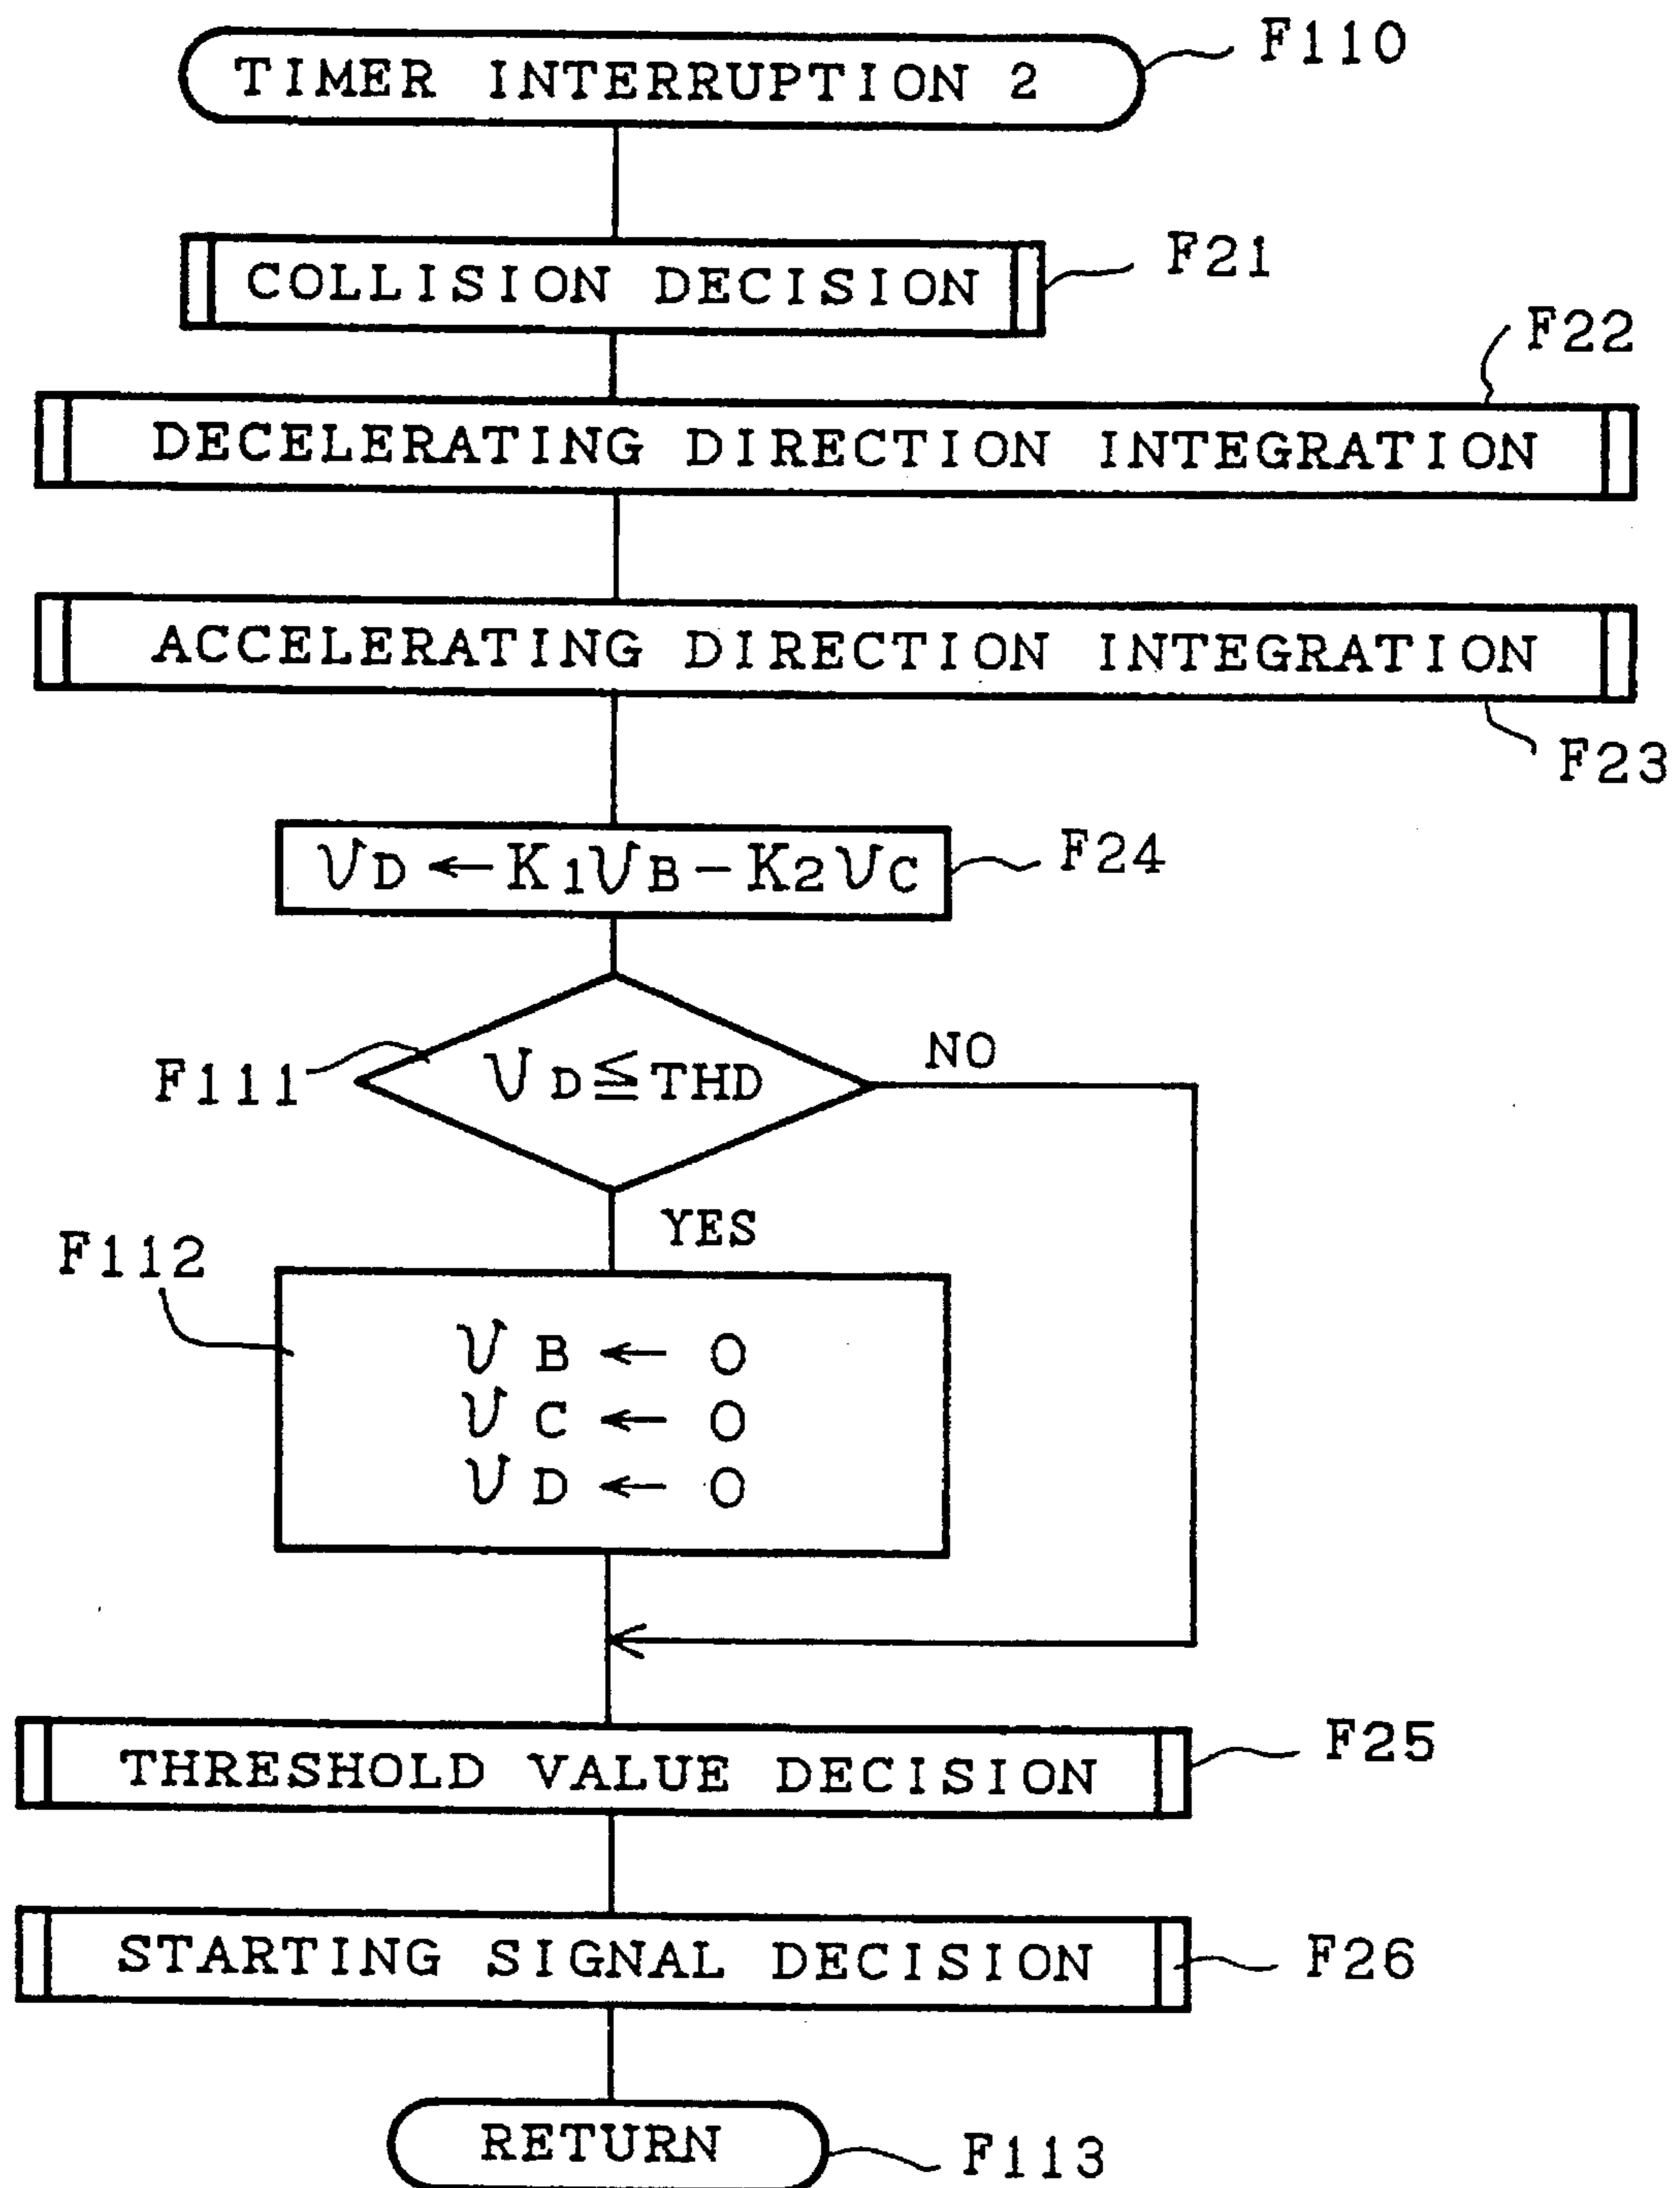 TIMER INTERRUPTION 2
F110
COLLISION DECISION
F21
F22
DECELERATING DIRECTION INTEGRATION
ACCELERATING DIRECTION INTEGRATION
F23
VD ← K1VB − K2VC
F24
F111
VD ≦ THD
NO
YES
F112
VB ← 0
VC ← 0
VD ← 0
THRESHOLD VALUE DECISION
F25
STARTING SIGNAL DECISION
F26
RETURN
F113